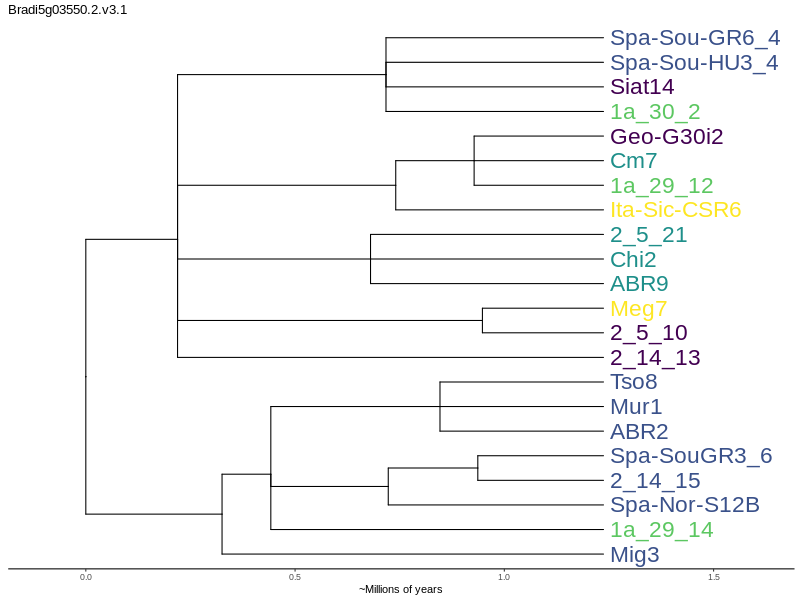 Bradi5g03550.2.v3.1
Spa-Sou-GR6_4
Spa-Sou-HU3_4
Siat14
1a_30_2
Geo-G30i2
Cm7
1a_29_12
Ita-Sic-CSR6
2_5_21
Chi2
ABR9
Meg7
2_5_10
2_14_13
Tso8
Mur1
ABR2
Spa-SouGR3_6
2_14_15
Spa-Nor-S12B
1a_29_14
Mig3
0.0 0.5 1.0 1.5
~Millions of years